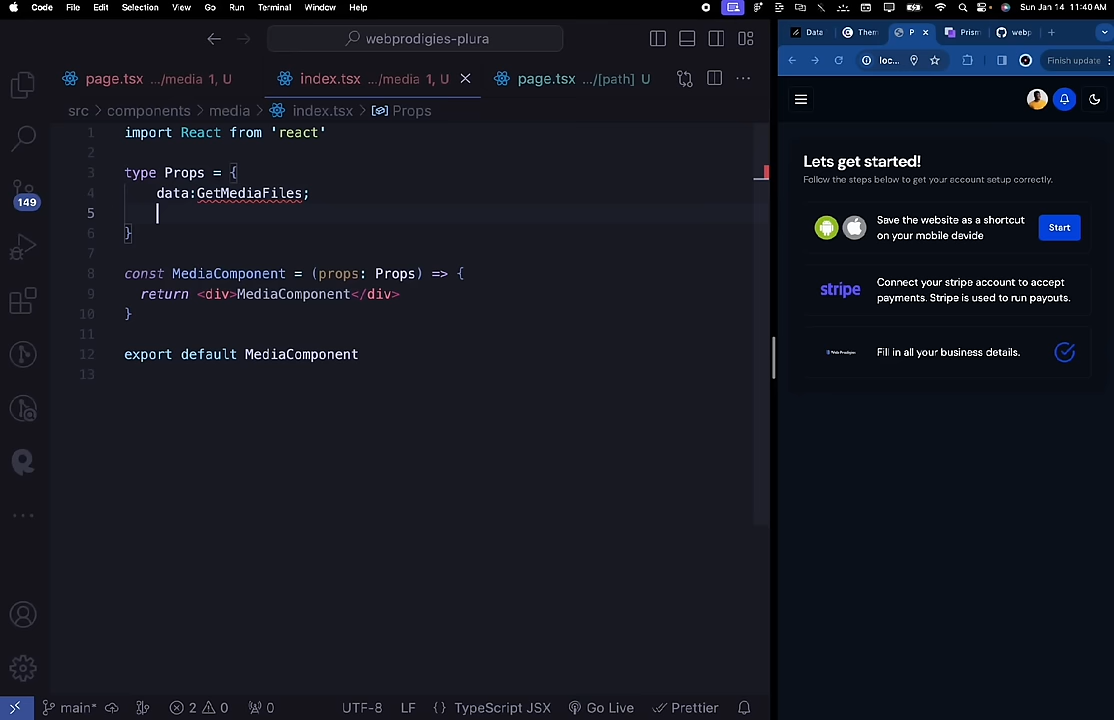 Code File Edit Selection View Go Run Terminal Window Help
Sun Jan 14 11:40 AM
webprodigies-plura
page.tsx .../media 1, U
index.tsx .../media 1, U
page.tsx .../[path] U
src > components > media > index.tsx > Props
1 import React from 'react'
2
3 type Props = {
4 data:GetMediaFiles;
5
6 }
7
8 const MediaComponent = (props: Props) => {
9 return <div>MediaComponent</div>
10 }
11
12 export default MediaComponent
13
149
main*
2 0
0
UTF-8
LF
{} TypeScript JSX
Go Live
Prettier
Data
Them
P
Prism
webp
loc...
Finish update
Lets get started!
Follow the steps below to get your account setup correctly.
Save the website as a shortcut
on your mobile devide
Start
stripe
Connect your stripe account to accept
payments. Stripe is used to run payouts.
Web Prodigies
Fill in all your business details.